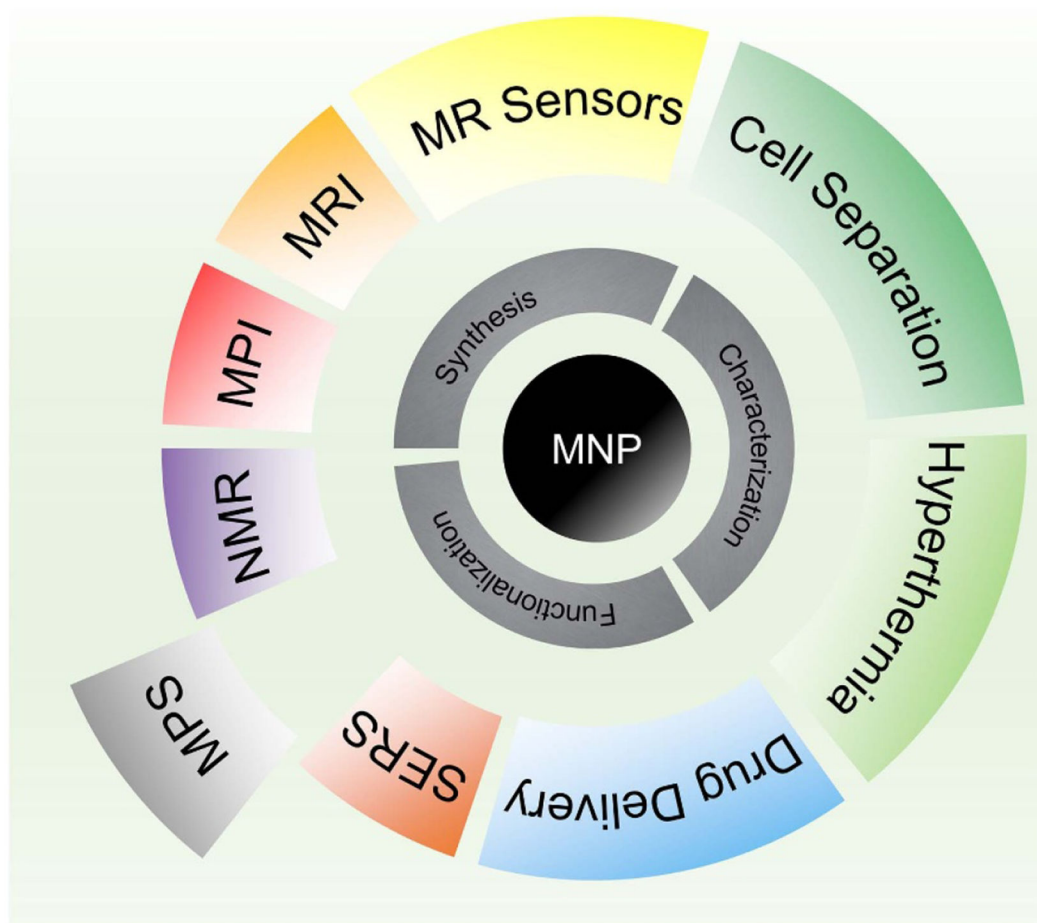 MR Sensors
Cell Separation
Hyperthermia
Drug Delivery
SERS
MPS
NMR
MPI
MRI
Synthesis
Characterization
Functionalization
MNP